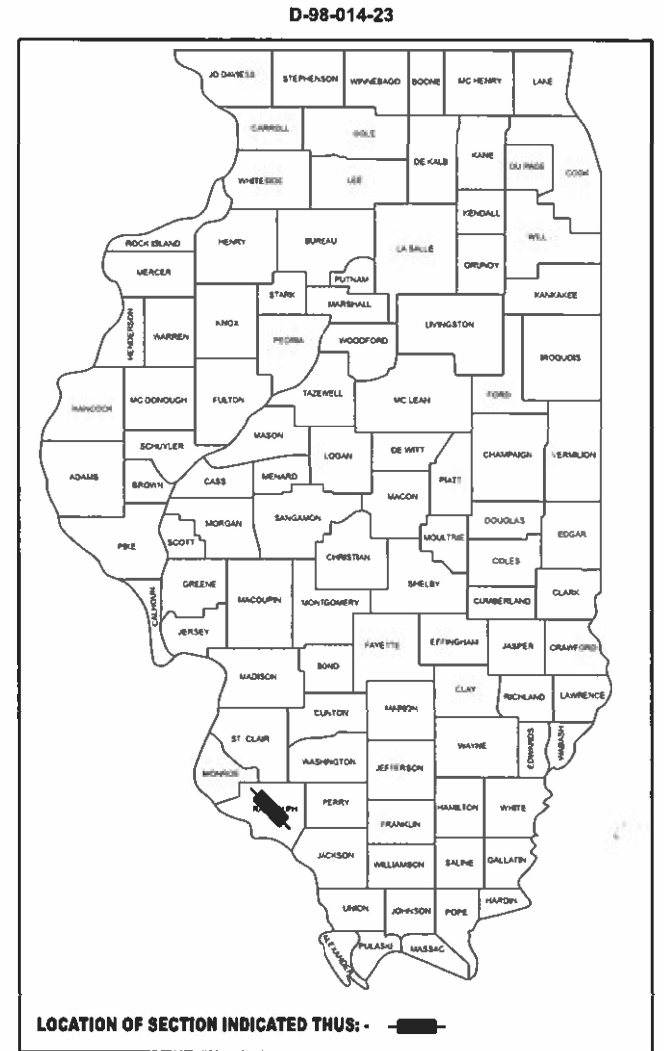 D-98-014-23
JO DAVIESS STEPHENSON WINNEBAGO BOONE MC HENRY LAKE
CARROLL OGLE
DE KALB KANE DU PAGE COOK
WHITESIDE LEE
KENDALL
ROCK ISLAND HENRY BUREAU LA SALLE WILL
MERCER PUTNAM GRUNDY
STARK MARSHALL KANKAKEE
HENDERSON WARREN KNOX PEORIA WOODFORD LIVINGSTON
IROQUOIS
HANCOCK MC DONOUGH FULTON TAZEWELL MC LEAN FORD
MASON
SCHUYLER LOGAN DE WITT CHAMPAIGN VERMILION
ADAMS BROWN CASS MENARD PIATT
MACON
PIKE SCOTT MORGAN SANGAMON DOUGLAS
MOULTRIE EDGAR
CHRISTIAN COLES
CALHOUN GREENE SHELBY
MACOUPIN MONTGOMERY CUMBERLAND CLARK
JERSEY
FAYETTE EFFINGHAM JASPER CRAWFORD
MADISON BOND
CLAY RICHLAND LAWRENCE
CLINTON MARION
ST CLAIR WAYNE EDWARDS WABASH
MONROE WASHINGTON JEFFERSON
PERRY HAMILTON WHITE
FRANKLIN
JACKSON WILLIAMSON SALINE GALLATIN
UNION JOHNSON POPE HARDIN
ALEXANDER PULASKI MASSAC
LOCATION OF SECTION INDICATED THUS: -